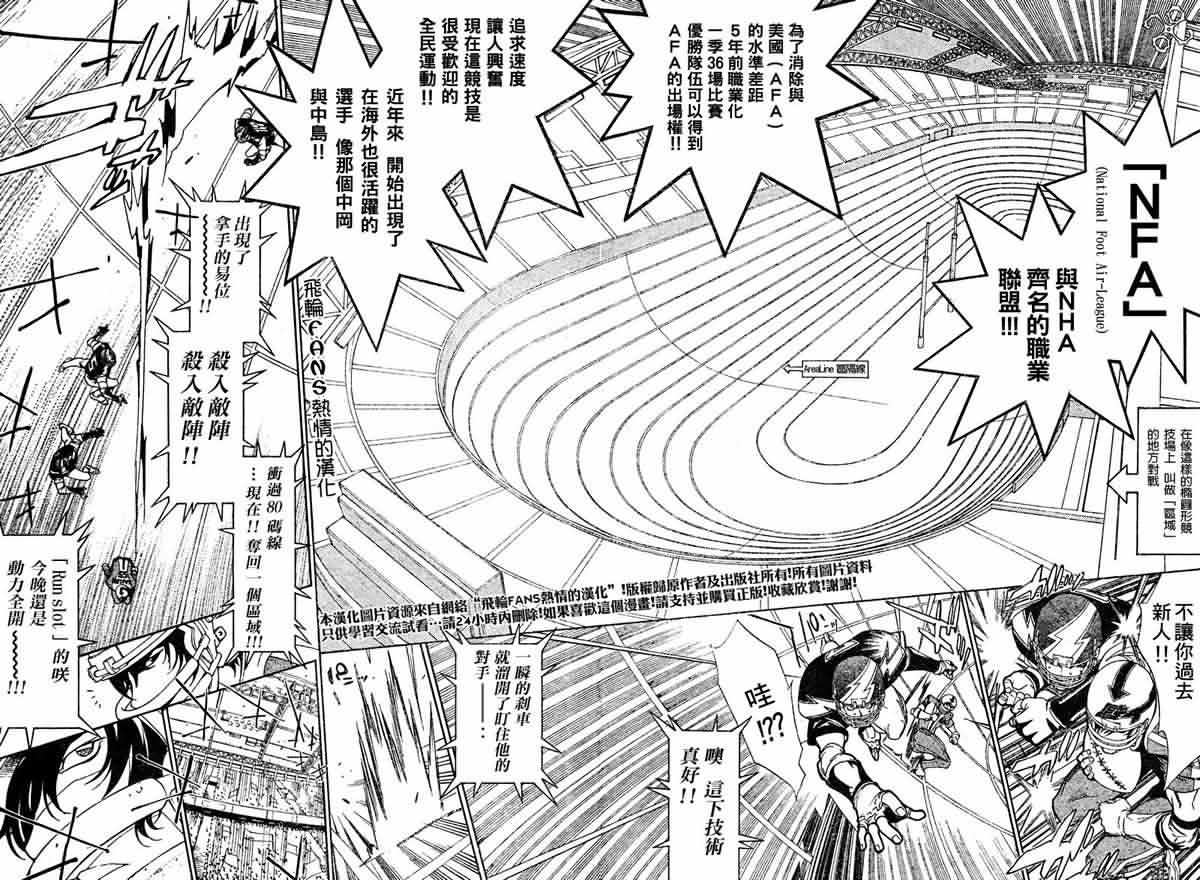 「NFA」
(National Foot Air-League)
與NHA
齊名的職業
聯盟!!!
為了消除與
美國（AFA）
的水準差距
5年前職業化
一季36場比賽
優勝隊伍可以得到
AFA的出場權!!
追求速度
讓人興奮
現在這競技是
很受歡迎的
全民運動!!
近年來 開始出現了
在海外也很活躍的
選手 像那個中岡
與中島!!
在像這樣的橢圓形競
技場上 叫做「區域」
的地方對戰
AreaLine 區隔線
飛輪FANS熱情的漢化
本漢化圖片資源來自網絡“飛輪FANS熱情的漢化”!版權歸原作者及出版社所有!所有圖片資料
只供學習交流試看…請24小時內刪除!如果喜歡這個漫畫!請支持並購買正版!收藏欣賞!謝謝!
不讓你過去
新人!!
哇
!??
噢 這下技術
真好!!
一瞬的剎車
就溜開了盯住他的
對手——…
出現了
拿手的易位
~~~~~!!
殺入敵陣
殺入敵陣!!
衝過80碼線
…現在!!奪回一個區域!!!
「Run slot」的咲
今晚還是
動力全開~~~~!!!